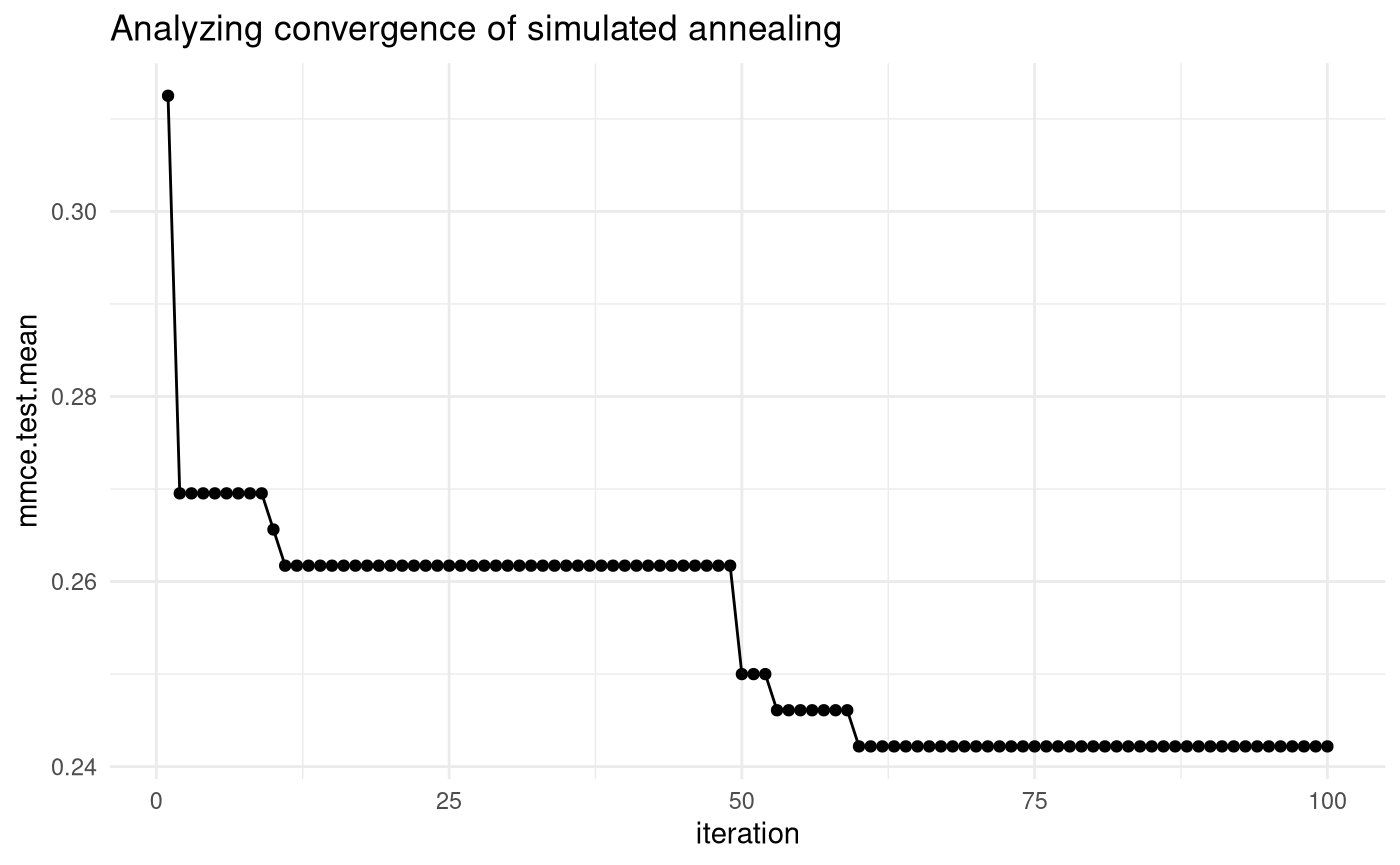 Analyzing convergence of simulated annealing
mmce.test.mean
0.30
0.28
0.26
0.24
0 25 50 75 100
iteration